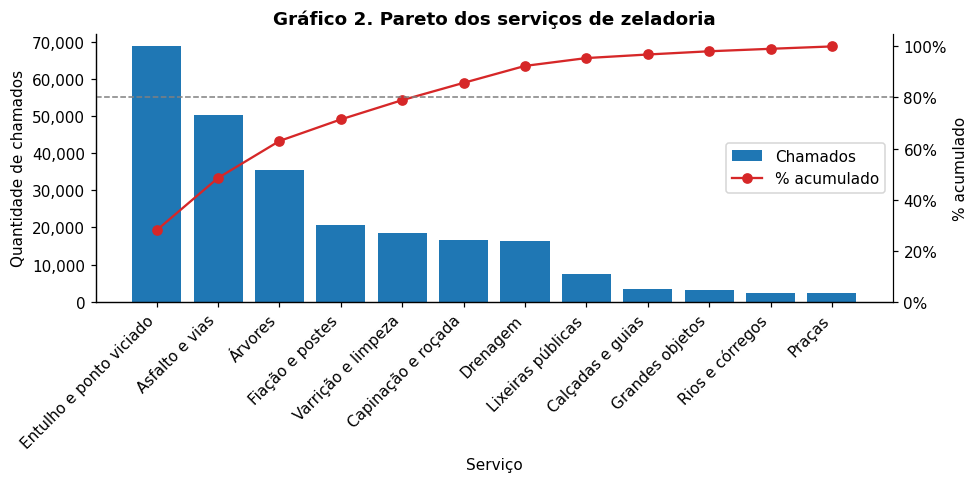 Gráfico 2. Pareto dos serviços de zeladoria
Quantidade de chamados
70,000
60,000
50,000
40,000
30,000
20,000
10,000
0
100%
80%
60%
40%
20%
0%
% acumulado
Chamados
% acumulado
Entulho e ponto viciado
Asfalto e vias
Árvores
Fiação e postes
Varrição e limpeza
Capinação e roçada
Drenagem
Lixeiras públicas
Calçadas e guias
Grandes objetos
Rios e córregos
Praças
Serviço